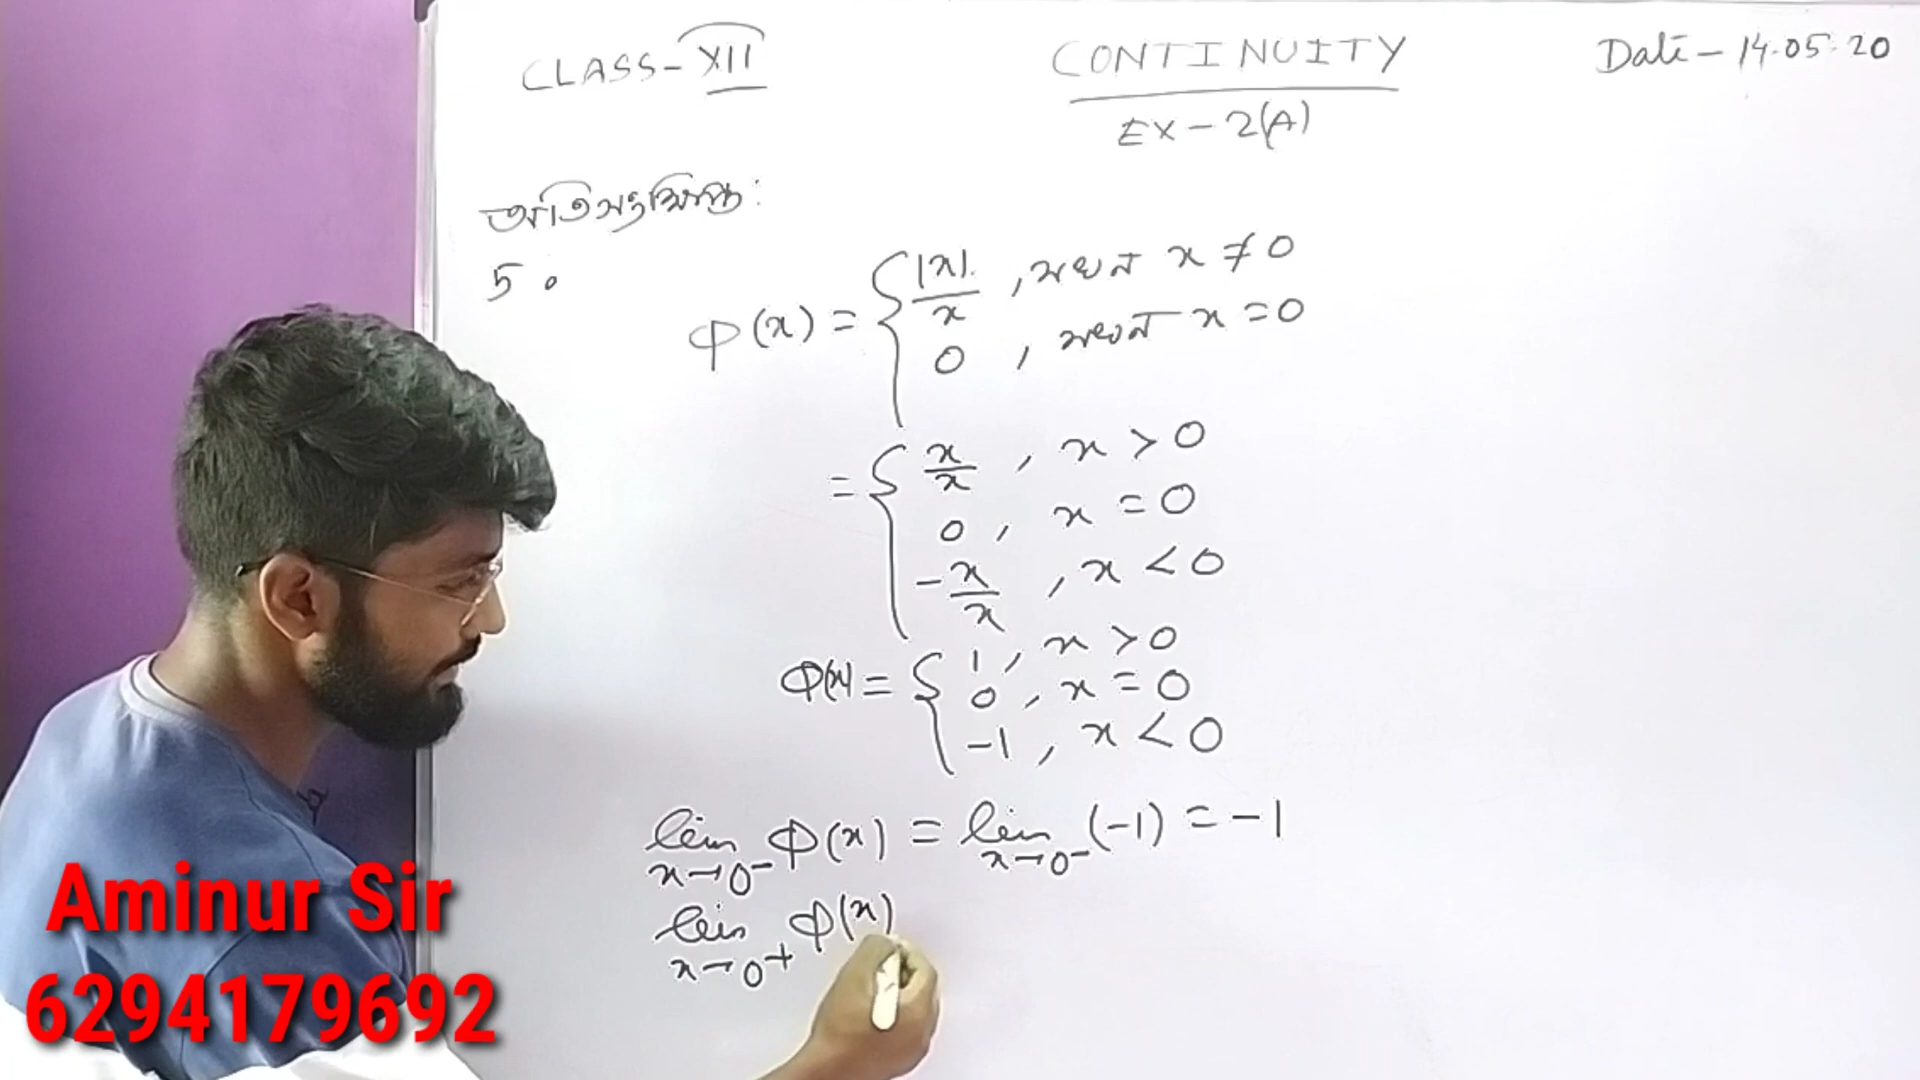 CLASS-XII
CONTINUITY
EX-2(A)
Date - 14.05.20
অতিসংক্ষিপ্ত:
5.
φ(x) = { |x|/x , যখন x ≠ 0
0 , যখন x = 0
= { x/x , x > 0
0 , x = 0
-x/x , x < 0
φ(x) = { 1 , x > 0
0 , x = 0
-1 , x < 0
lim x→0- φ(x) = lim x→0- (-1) = -1
lim x→0+ φ(x)
Aminur Sir
6294179692